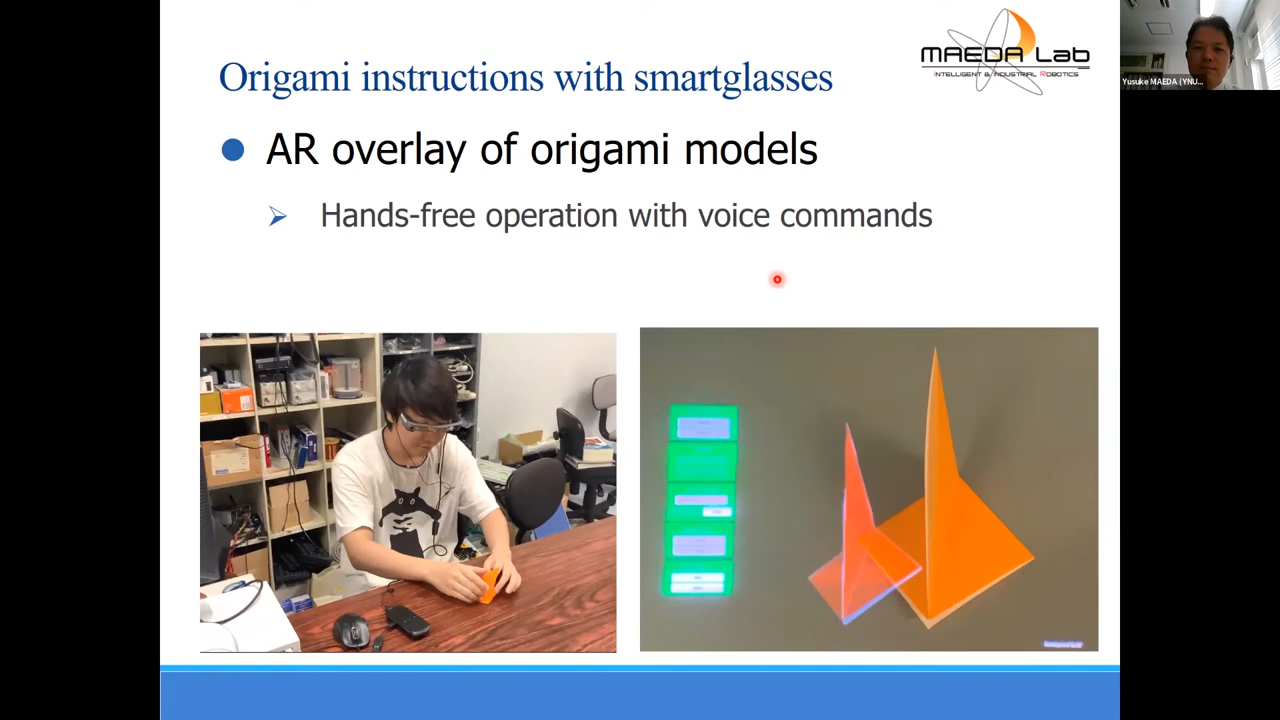 Origami instructions with smartglasses
MAEDA Lab
INTELLIGENT & INDUSTRIAL ROBOTICS
Yusuke MAEDA (YNU...
AR overlay of origami models
Hands-free operation with voice commands